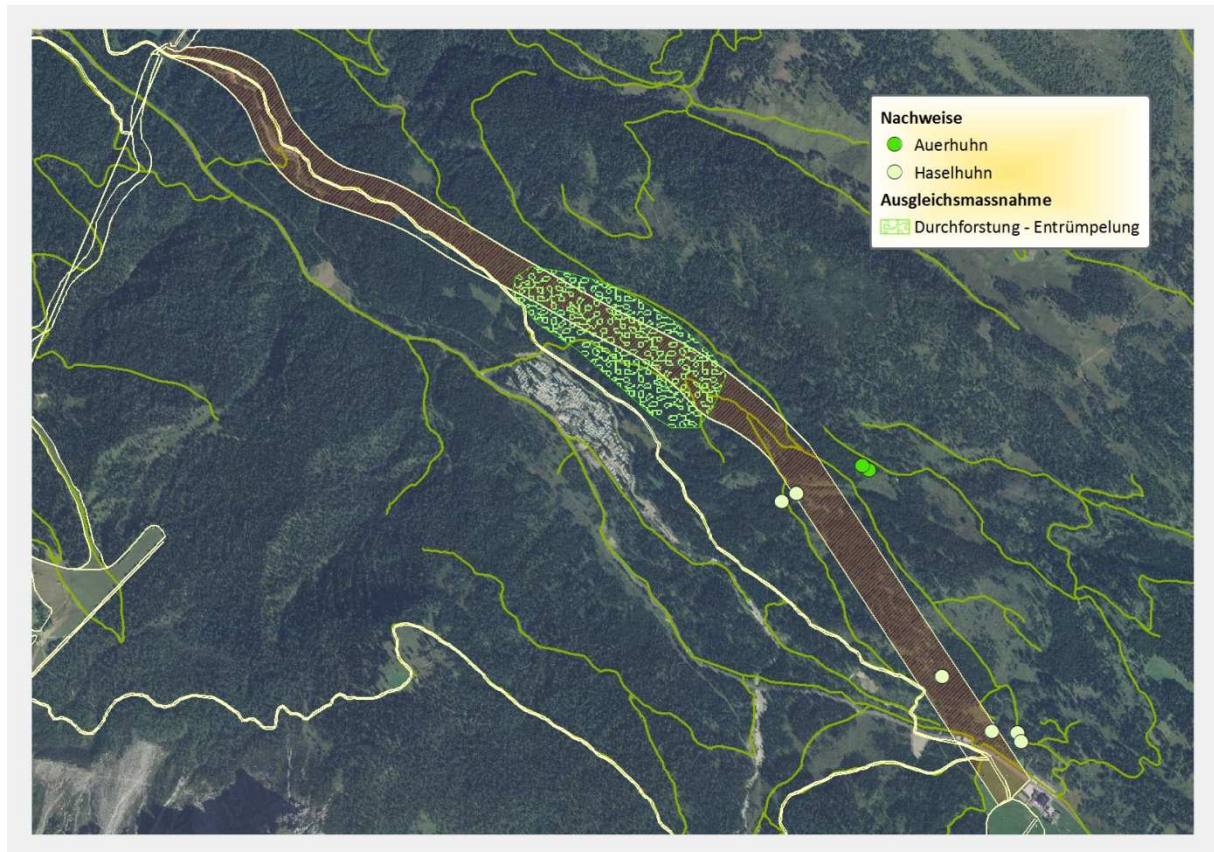 Nachweise
Auerhuhn
Haselhuhn
Ausgleichsmassnahme
Durchforstung - Entrümpelung